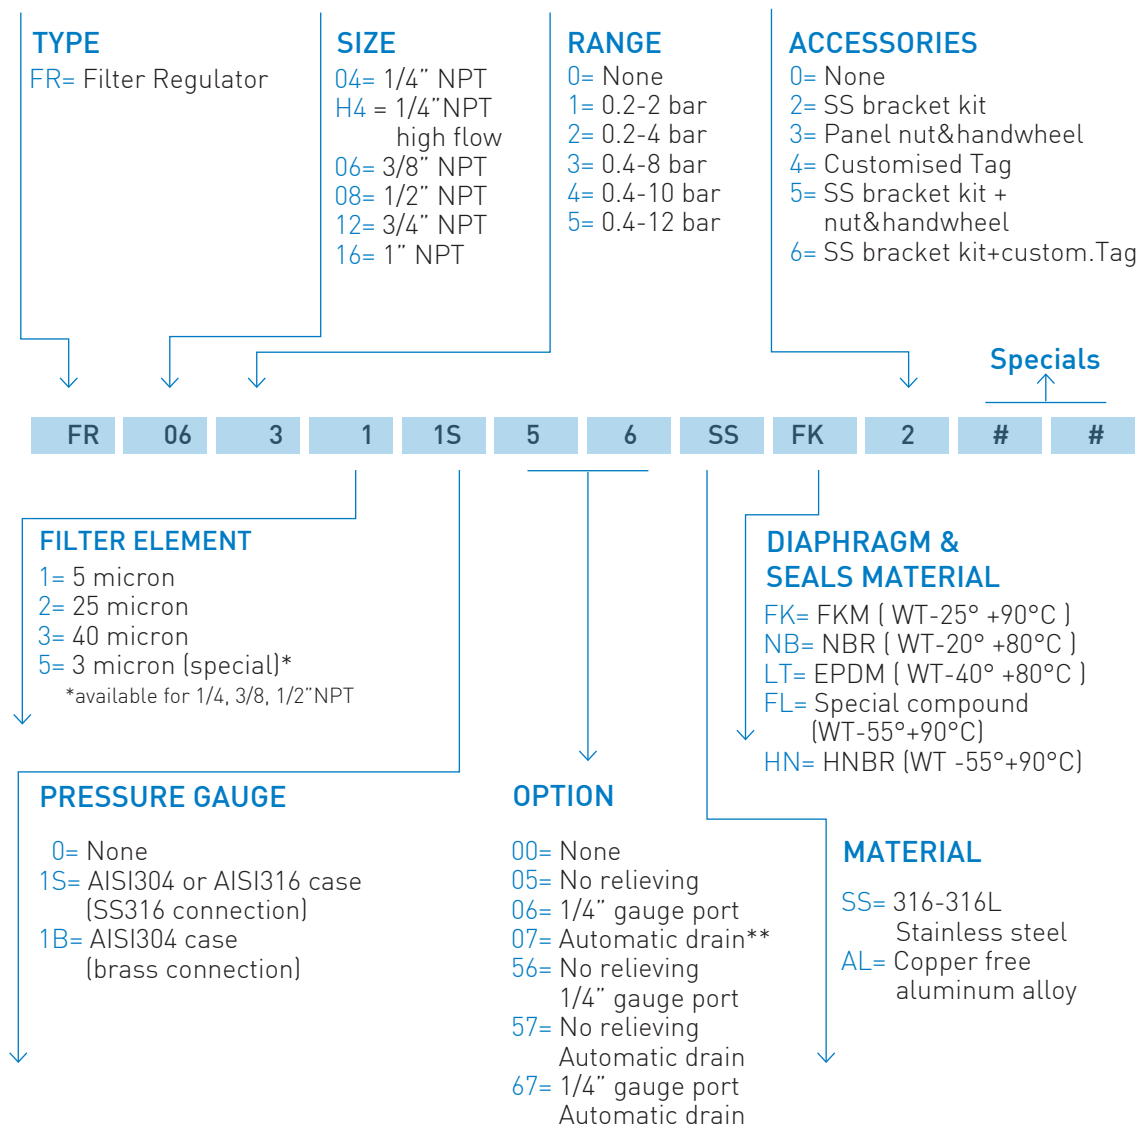 TYPE
FR= Filter Regulator
SIZE
04= 1/4” NPT
H4 = 1/4”NPT
high flow
06= 3/8” NPT
08= 1/2” NPT
12= 3/4” NPT
16= 1” NPT
RANGE
0= None
1= 0.2-2 bar
2= 0.2-4 bar
3= 0.4-8 bar
4= 0.4-10 bar
5= 0.4-12 bar
ACCESSORIES
0= None
2= SS bracket kit
3= Panel nut&handwheel
4= Customised Tag
5= SS bracket kit +
nut&handwheel
6= SS bracket kit+custom.Tag
Specials
FR 06 3 1 1S 5 6 SS FK 2 # #
FILTER ELEMENT
1= 5 micron
2= 25 micron
3= 40 micron
5= 3 micron (special)*
*available for 1/4, 3/8, 1/2”NPT
DIAPHRAGM &
SEALS MATERIAL
FK= FKM ( WT-25° +90°C )
NB= NBR ( WT-20° +80°C )
LT= EPDM ( WT-40° +80°C )
FL= Special compound
(WT-55°+90°C)
HN= HNBR (WT -55°+90°C)
PRESSURE GAUGE
0= None
1S= AISI304 or AISI316 case
(SS316 connection)
1B= AISI304 case
(brass connection)
OPTION
00= None
05= No relieving
06= 1/4” gauge port
07= Automatic drain**
56= No relieving
1/4” gauge port
57= No relieving
Automatic drain
67= 1/4” gauge port
Automatic drain
MATERIAL
SS= 316-316L
Stainless steel
AL= Copper free
aluminum alloy